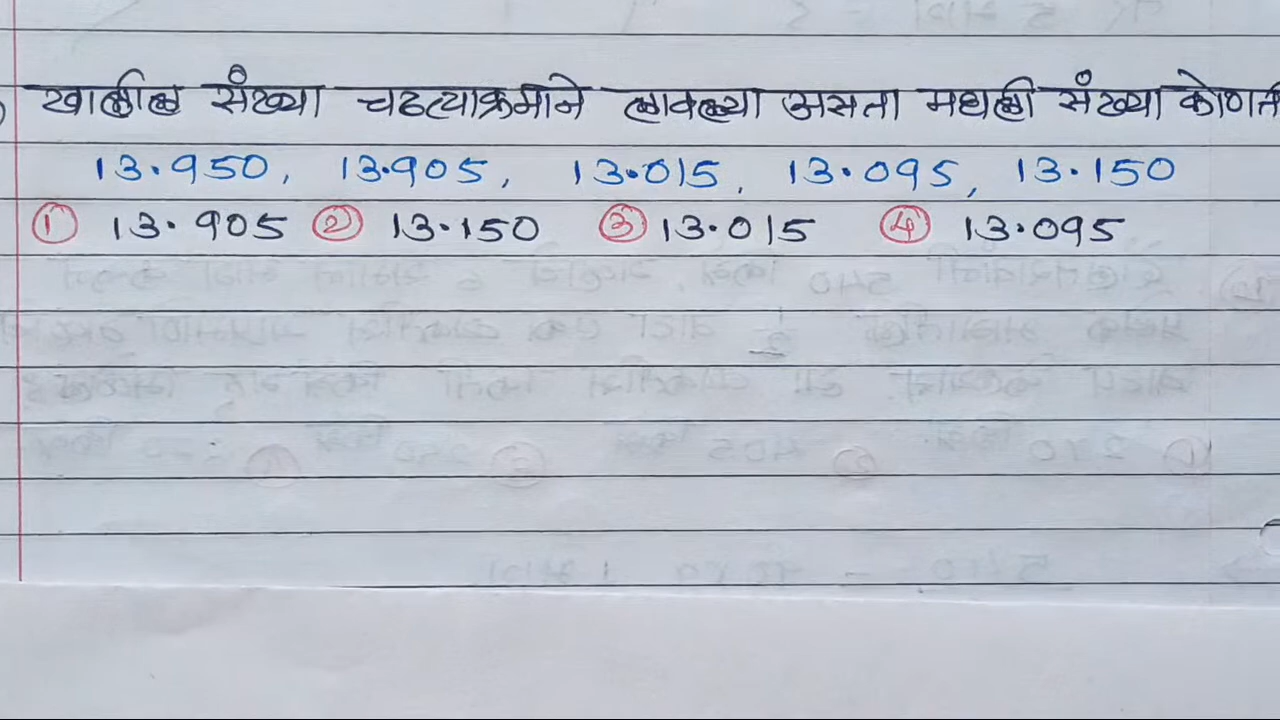 खालील संख्या चढत्याक्रमाने लावल्या असता मधली संख्या कोणती
13.950, 13.905, 13.015, 13.095, 13.150
① 13.905 ② 13.150 ③ 13.015 ④ 13.095